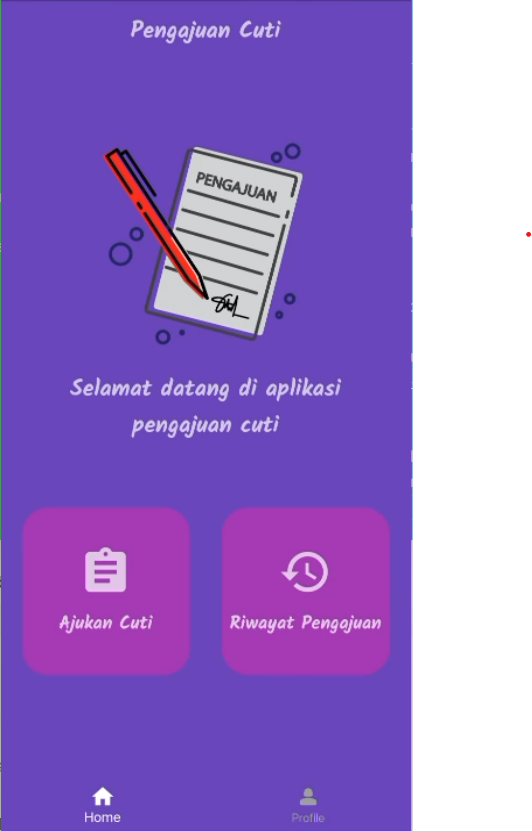 Pengajuan Cuti
PENGAJUAN
Selamat datang di aplikasi
pengajuan cuti
Ajukan Cuti
Riwayat Pengajuan
Home
Profile